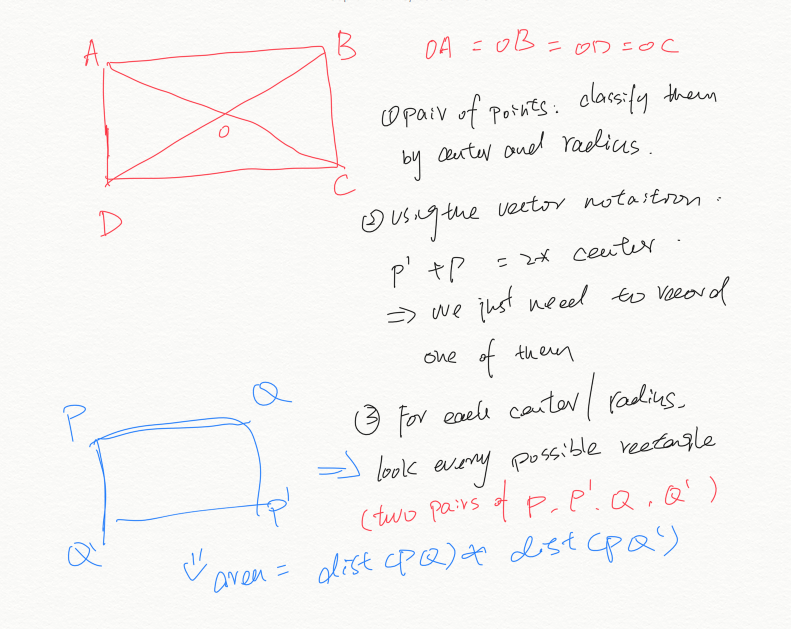 A
B
O
C
D
OA = OB = OD = OC
① pair of points: classify them
by center and radius.
② using the vector notaition.
P' + P = 2* center.
⇒ we just need to record
one of them
③ For each center / radius.
⇒ look every possible rectangle
(two pairs of P. P'. Q. Q')
P
Q
P'
Q'
area = dist (PQ) * dist (PQ')